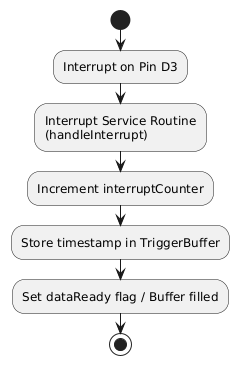 Interrupt on Pin D3
Interrupt Service Routine
(handleInterrupt)
Increment interruptCounter
Store timestamp in TriggerBuffer
Set dataReady flag / Buffer filled